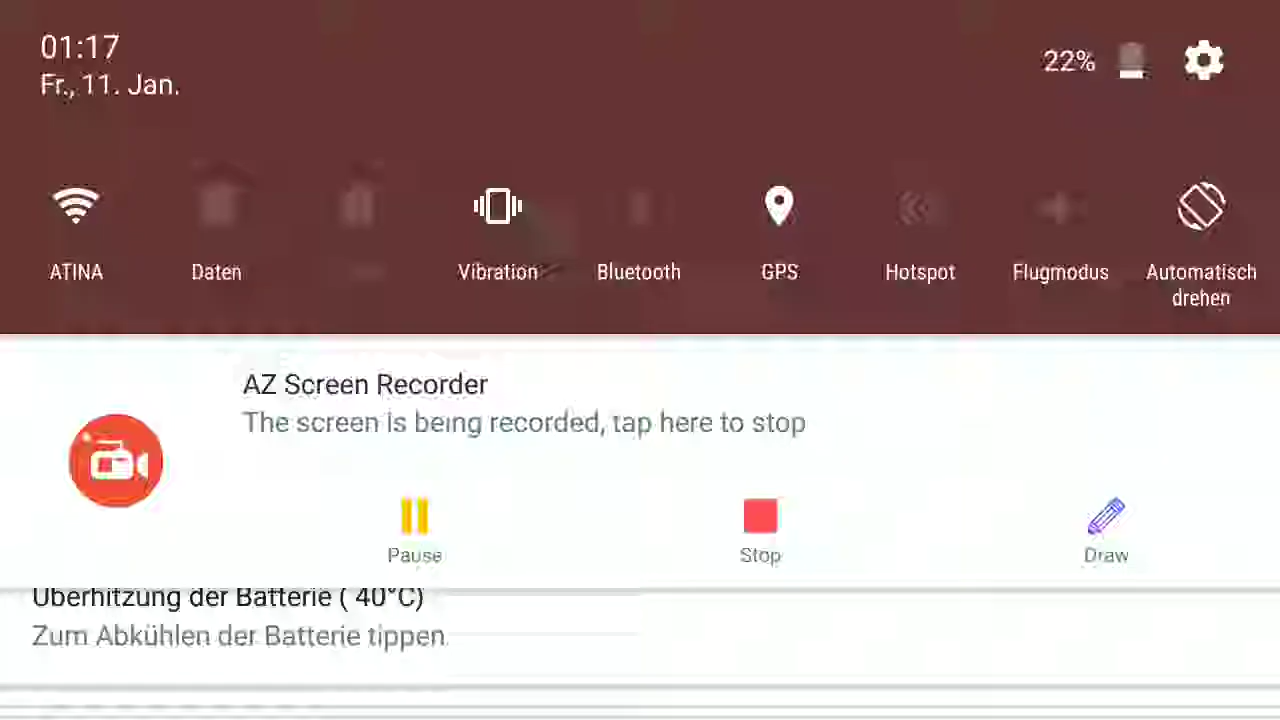 01:17
Fr., 11. Jan.
22%
ATINA
Daten
Vibration
Bluetooth
GPS
Hotspot
Flugmodus
Automatisch
drehen
AZ Screen Recorder
The screen is being recorded, tap here to stop
Pause
Stop
Draw
Überhitzung der Batterie ( 40°C)
Zum Abkühlen der Batterie tippen